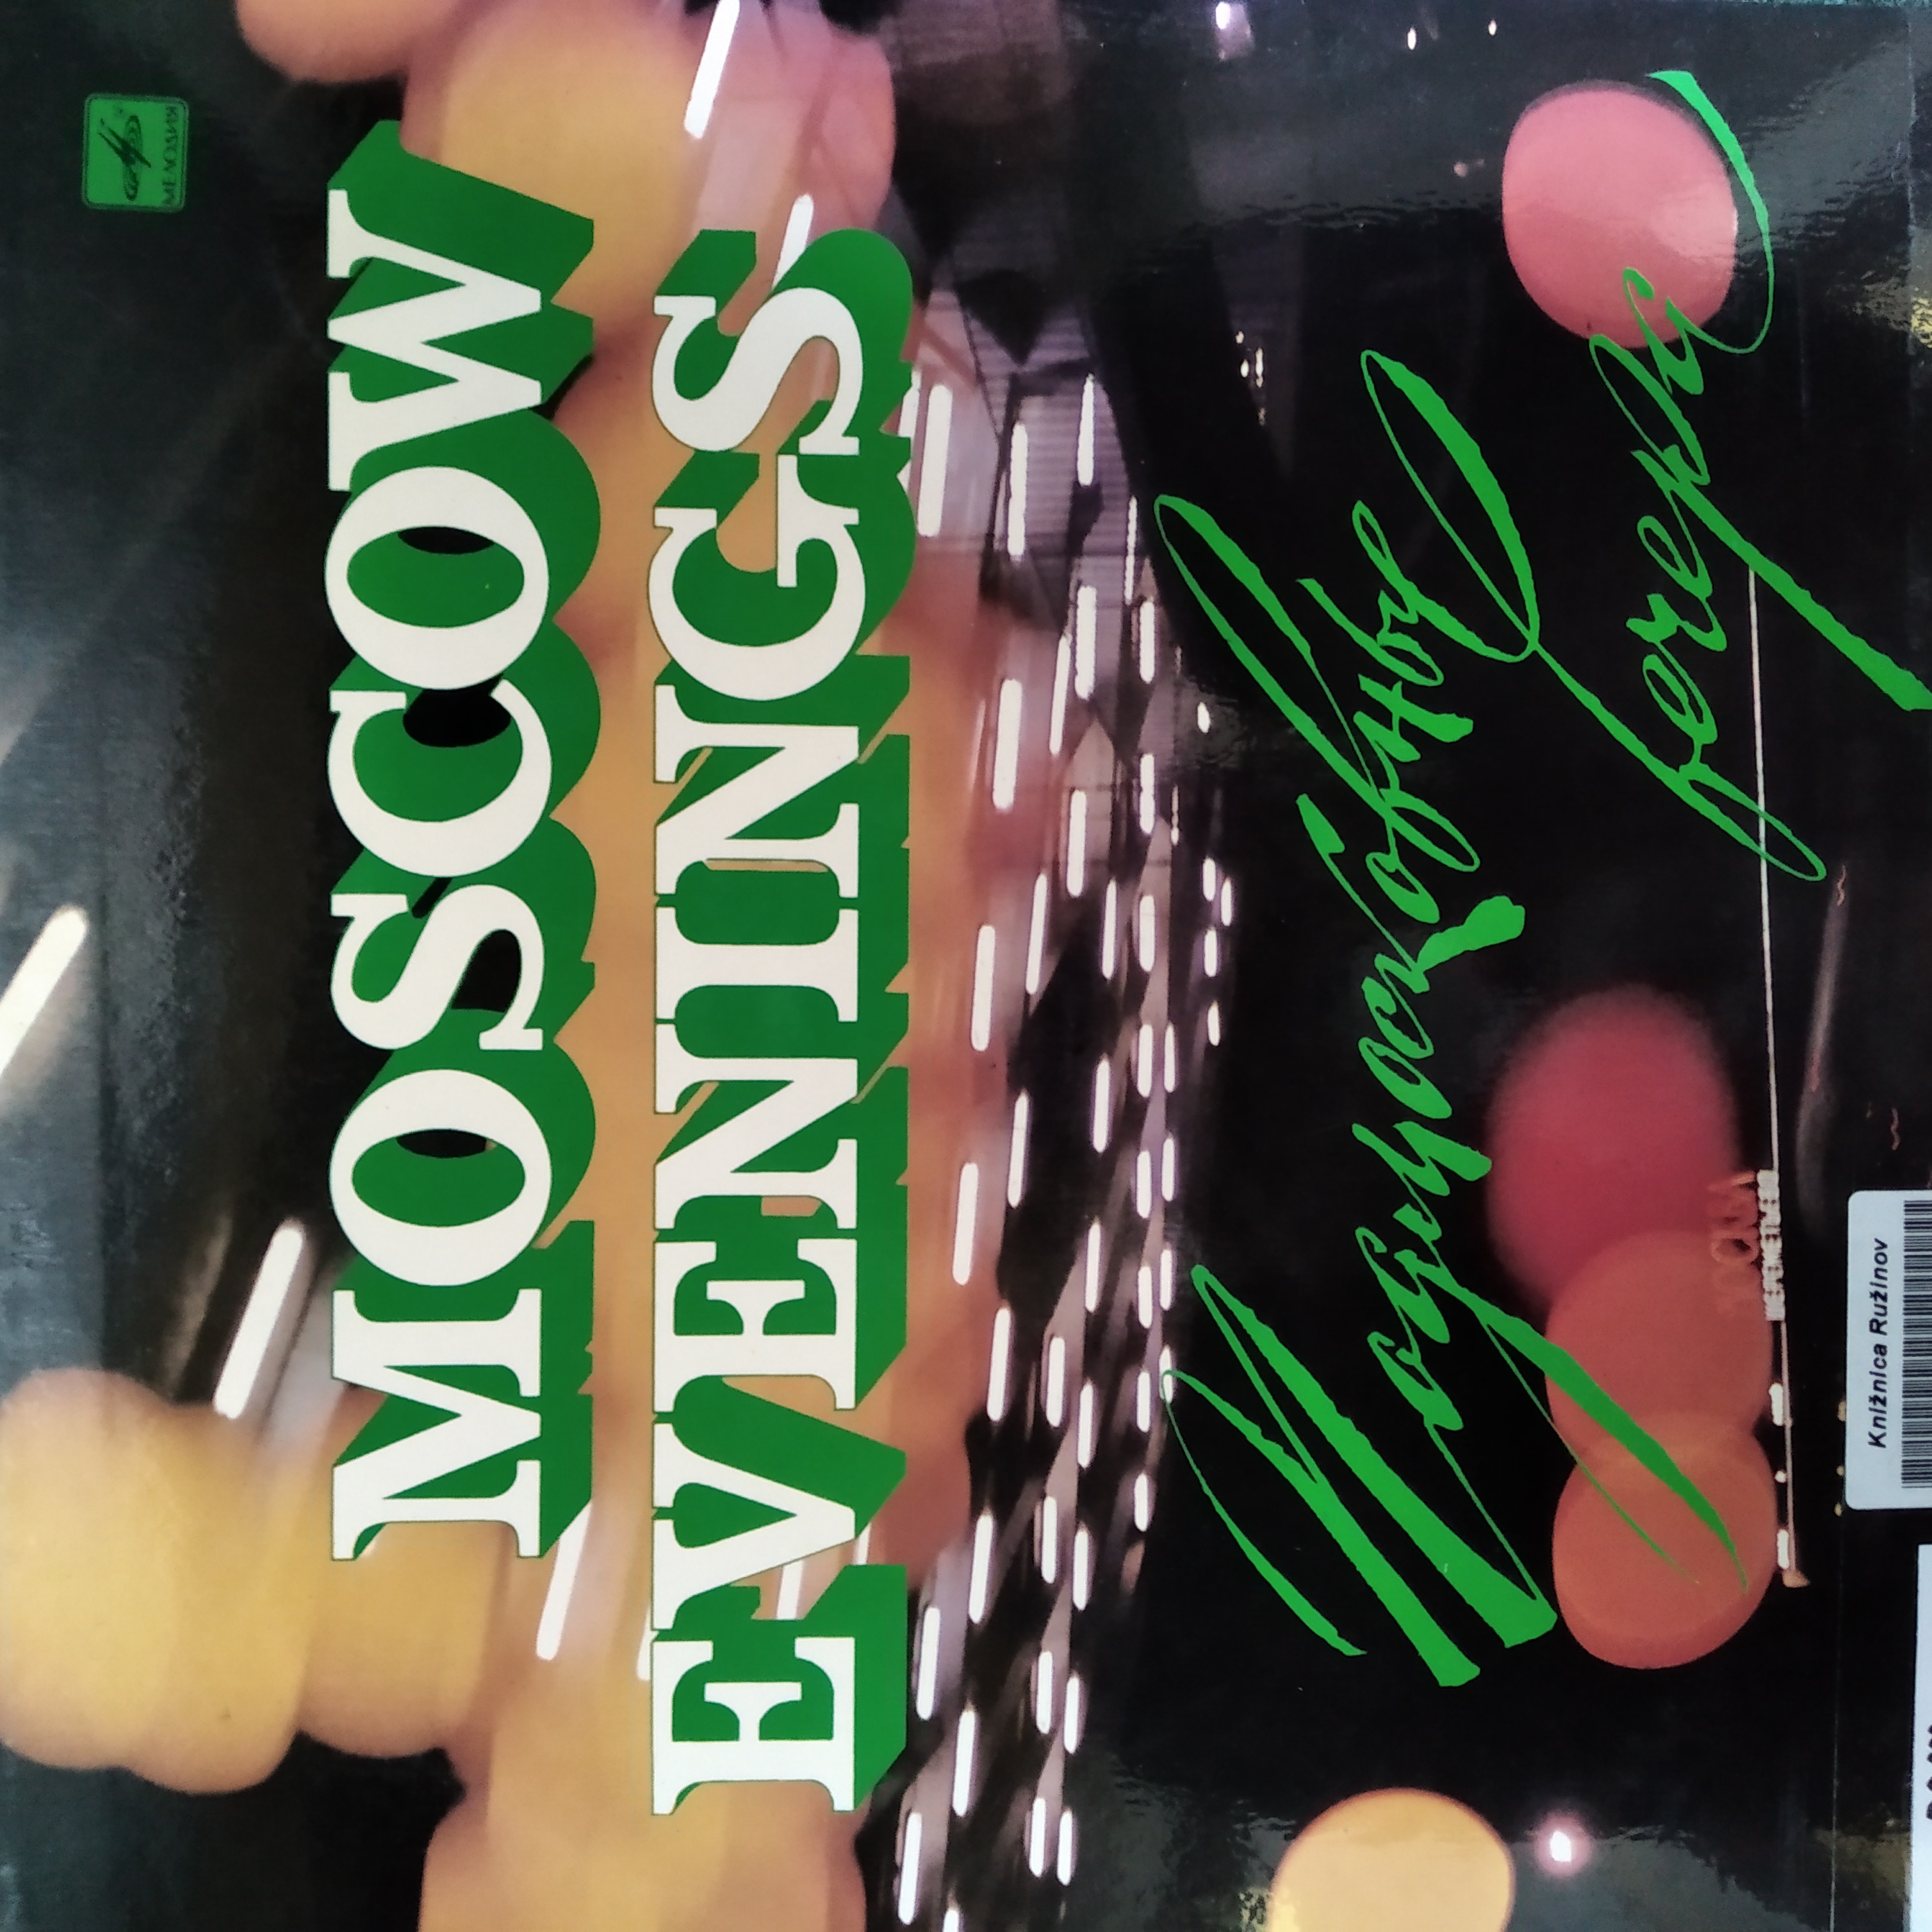 МЕЛОДИЯ
MOSCOW
EVENINGS
Подмосковные
вечера
Knižnica Ružinov